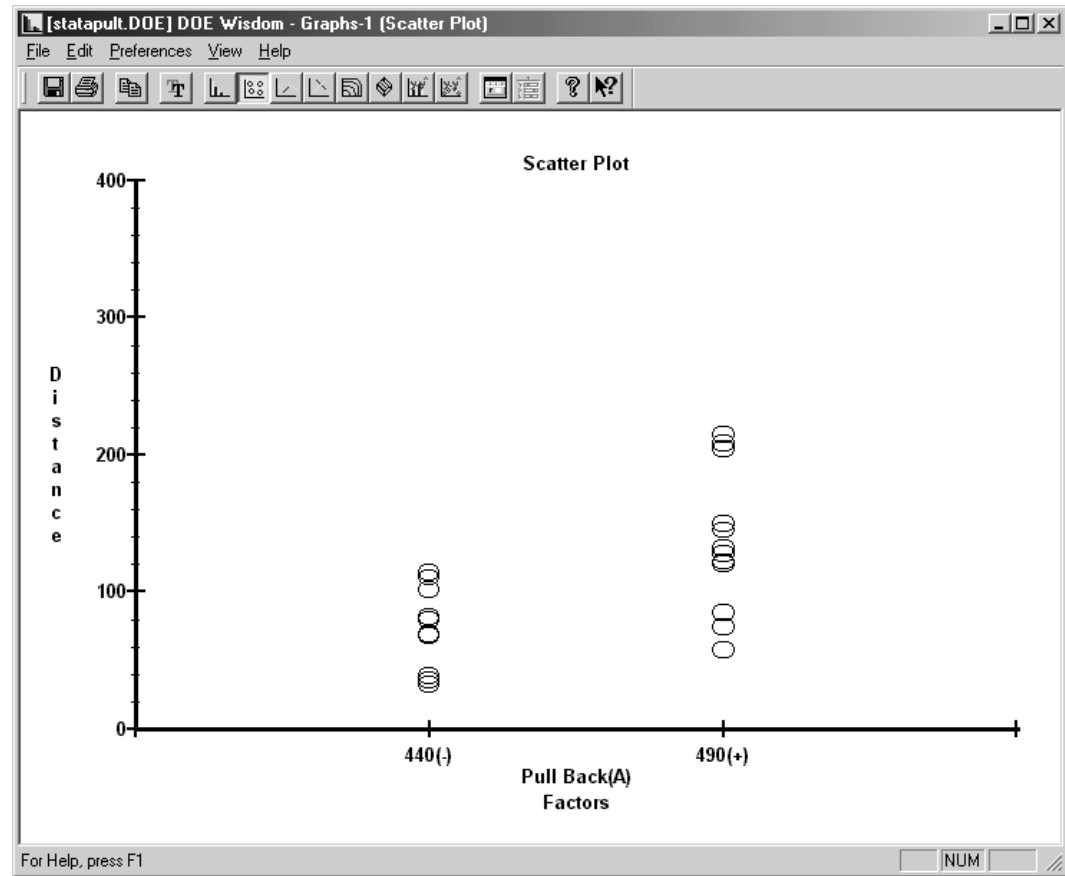 [statapult.DOE] DOE Wisdom - Graphs-1 (Scatter Plot)
File Edit Preferences View Help
Scatter Plot
400
300
200
100
0
Distance
440(-) 490(+)
Pull Back(A)
Factors
For Help, press F1 NUM